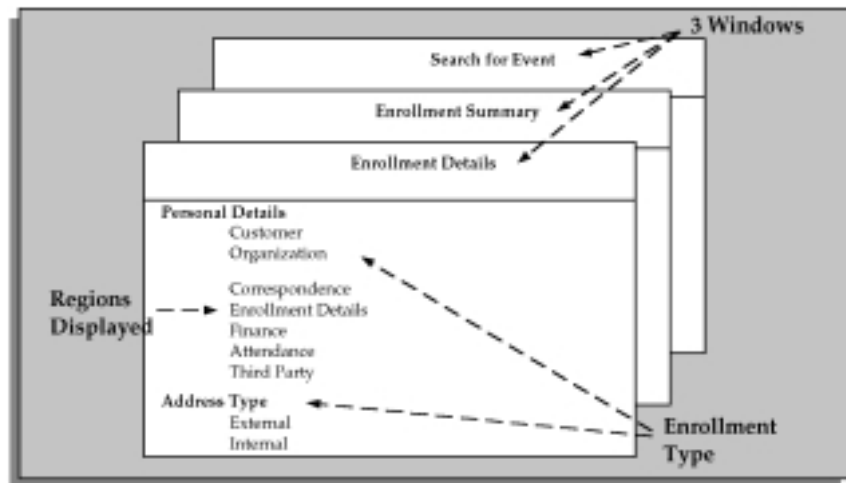 3 Windows
Search for Event
Enrollment Summary
Enrollment Details
Personal Details
Customer
Organization
Correspondence
Enrollment Details
Finance
Attendance
Third Party
Address Type
External
Internal
Regions
Displayed
Enrollment
Type